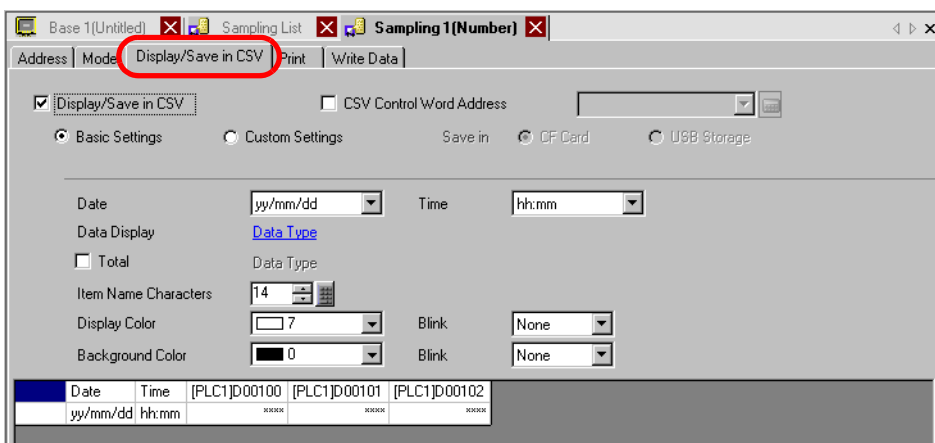 Base 1(Untitled) Sampling List Sampling 1(Number)
Address Mode Display/Save in CSV Print Write Data
Display/Save in CSV CSV Control Word Address
Basic Settings Custom Settings Save in CF Card USB Storage
Date yy/mm/dd Time hh:mm
Data Display Data Type
Total Data Type
Item Name Characters 14
Display Color 7 Blink None
Background Color 0 Blink None
Date Time [PLC1]D00100 [PLC1]D00101 [PLC1]D00102
yy/mm/dd hh:mm **** **** ****